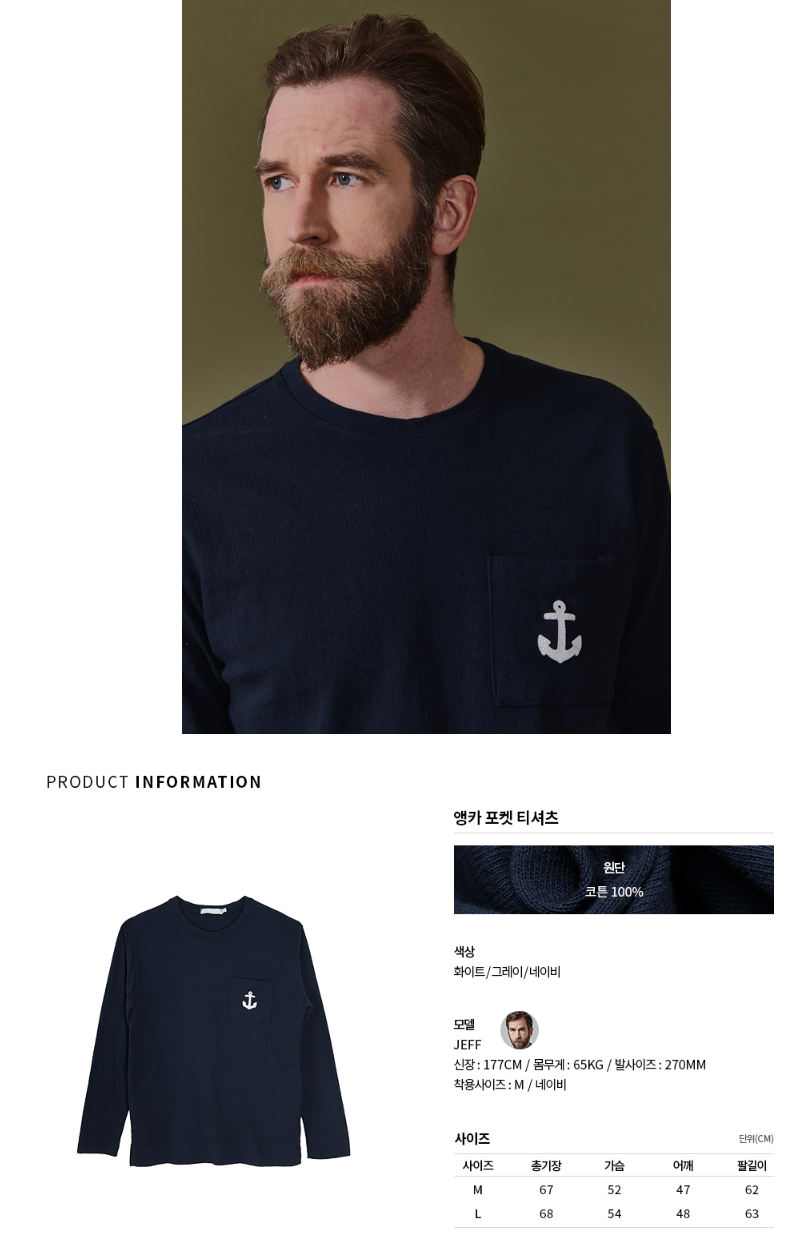 PRODUCT INFORMATION
앵카 포켓 티셔츠
원단
코튼 100%
색상
화이트/그레이/네이비
모델
JEFF
신장 : 177CM / 몸무게 : 65KG / 발사이즈 : 270MM
착용사이즈 : M / 네이비
사이즈 단위(CM)
사이즈 총기장 가슴 어깨 팔길이
M 67 52 47 62
L 68 54 48 63